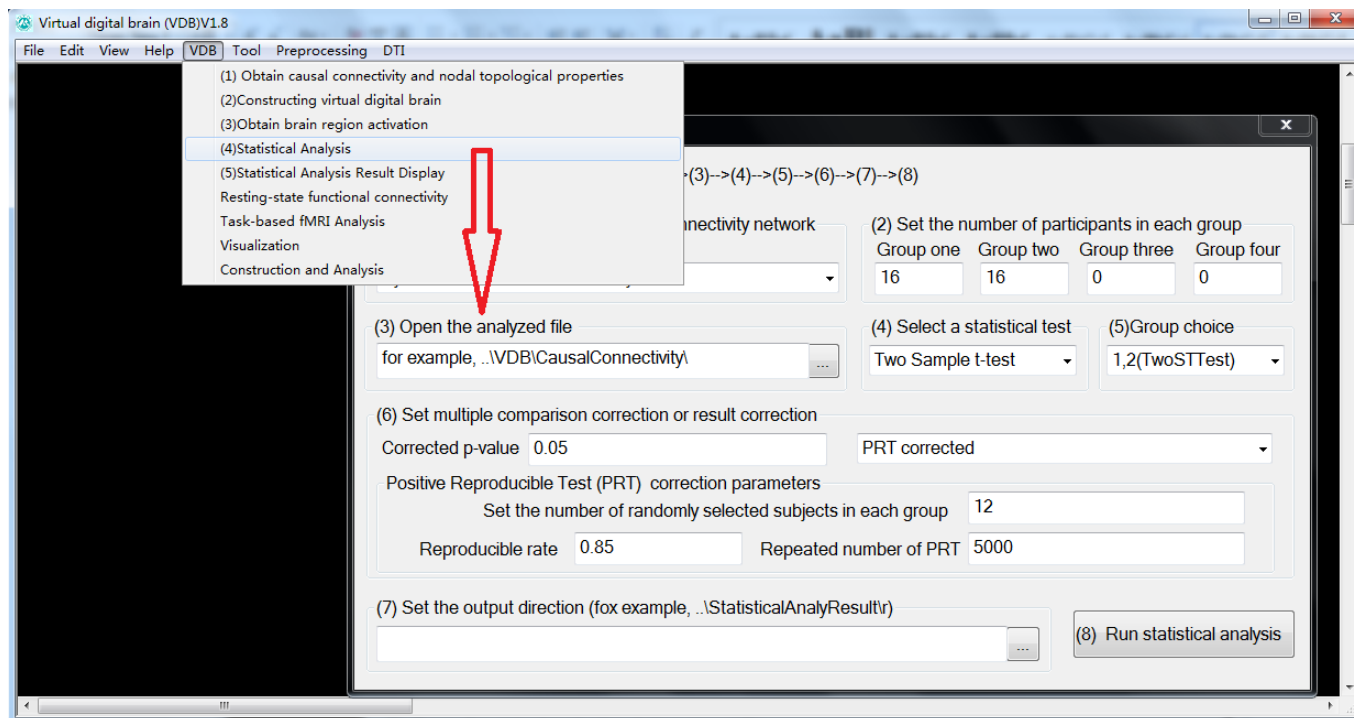 Virtual digital brain (VDB)V1.8
File Edit View Help VDB Tool Preprocessing DTI
(1) Obtain causal connectivity and nodal topological properties
(2)Constructing virtual digital brain
(3)Obtain brain region activation
(4)Statistical Analysis
(5)Statistical Analysis Result Display
Resting-state functional connectivity
Task-based fMRI Analysis
Visualization
Construction and Analysis
(3)-->(4)-->(5)-->(6)-->(7)-->(8)
network
(2) Set the number of participants in each group
Group one Group two Group three Group four
16 16 0 0
(3) Open the analyzed file
for example, ..\VDB\CausalConnectivity\
...
(4) Select a statistical test
Two Sample t-test
(5)Group choice
1,2(TwoSTTest)
(6) Set multiple comparison correction or result correction
Corrected p-value 0.05 PRT corrected
Positive Reproducible Test (PRT) correction parameters
Set the number of randomly selected subjects in each group 12
Reproducible rate 0.85 Repeated number of PRT 5000
(7) Set the output direction (fox example, ..\StatisticalAnalyResult\r)
...
(8) Run statistical analysis